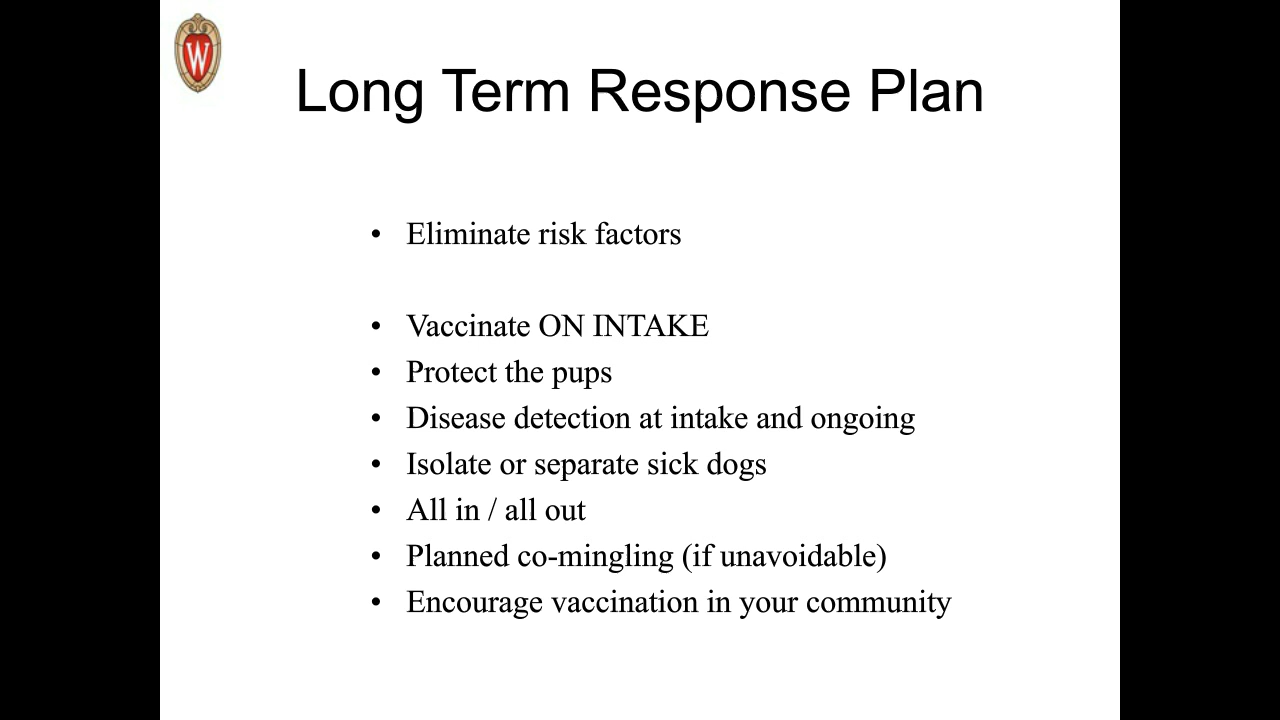 W
Long Term Response Plan
• Eliminate risk factors
• Vaccinate ON INTAKE
• Protect the pups
• Disease detection at intake and ongoing
• Isolate or separate sick dogs
• All in / all out
• Planned co-mingling (if unavoidable)
• Encourage vaccination in your community